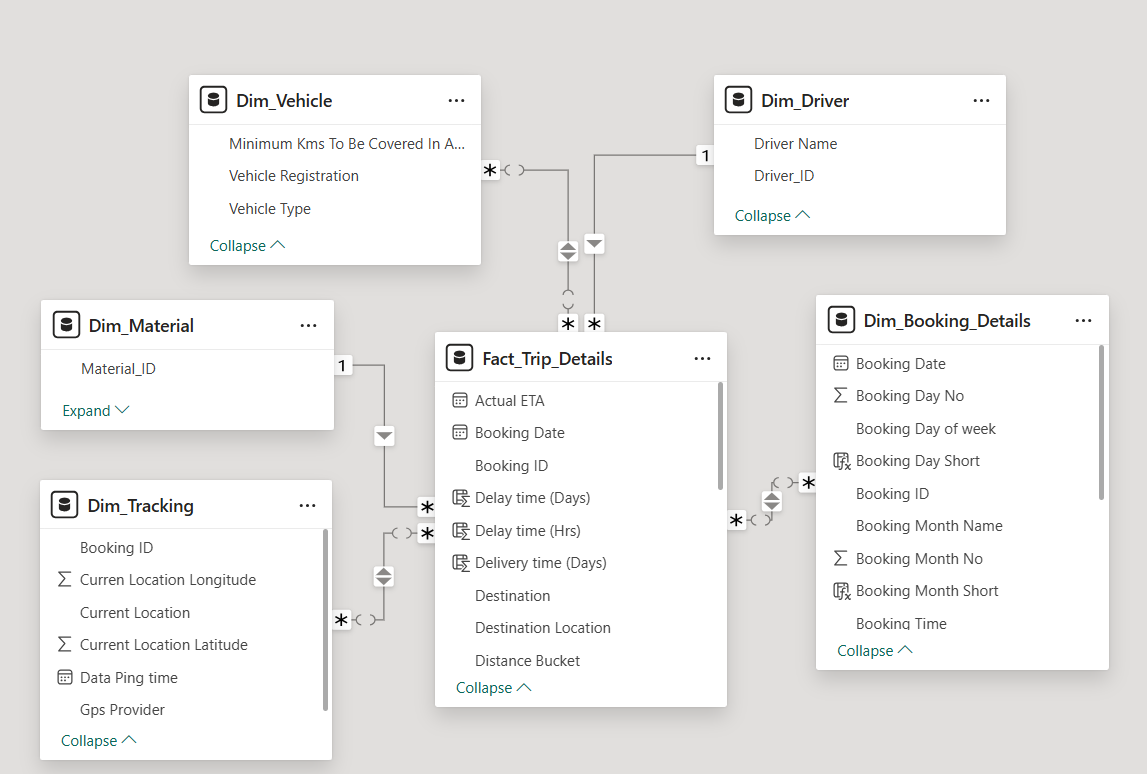 Dim_Vehicle
Minimum Kms To Be Covered In A...
Vehicle Registration
Vehicle Type
Collapse
*
Dim_Driver
Driver Name
Driver_ID
Collapse
1
* *
Dim_Material
Material_ID
Expand
1
Dim_Tracking
Booking ID
Curren Location Longitude
Current Location
Current Location Latitude
Data Ping time
Gps Provider
Collapse
*
Fact_Trip_Details
Actual ETA
Booking Date
Booking ID
Delay time (Days)
Delay time (Hrs)
Delivery time (Days)
Destination
Destination Location
Distance Bucket
Collapse
*
*
*
Dim_Booking_Details
Booking Date
Booking Day No
Booking Day of week
Booking Day Short
Booking ID
Booking Month Name
Booking Month No
Booking Month Short
Booking Time
Collapse
*